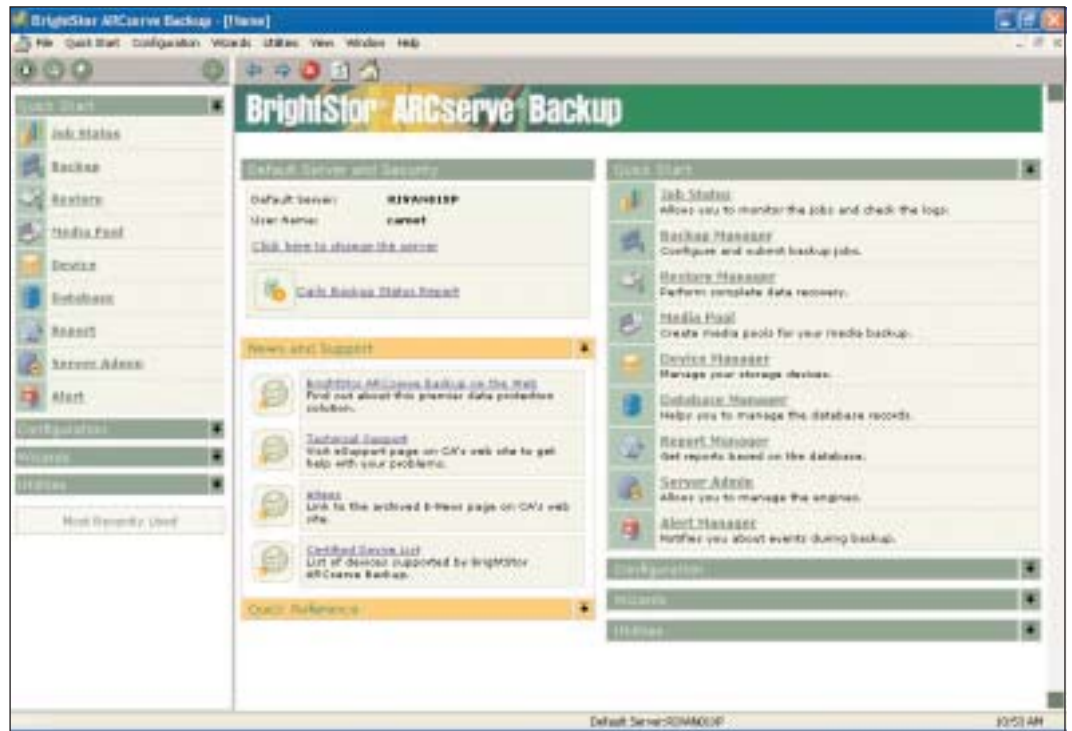 BrightStor ARCserve Backup - [Home]
File Quick Start Configuration Wizards Utilities View Window Help
BrightStor® ARCserve® Backup
Quick Start
Job Status
Backup
Restore
Media Pool
Device
Database
Report
Server Admin
Alert
Configuration
Wizards
Utilities
Most Recently Used
Default Server and Security
Default Server:
User Name:
Click here to change the server
Daily Backup Status Report
News and Support
BrightStor ARCserve Backup on the Web
Find out about this premier data protection
solution.
Technical Support
Visit eSupport page on CA's web site to get
help with your problems.
eNews
Link to the archived E-News page on CA's web
site.
Certified Device List
List of devices supported by BrightStor
ARCserve Backup.
Quick Reference
Quick Start
Job Status
Allows you to monitor the jobs and check the logs.
Backup Manager
Configure and submit backup jobs.
Restore Manager
Perform complete data recovery.
Media Pool
Create media pools for your media backup.
Device Manager
Manage your storage devices.
Database Manager
Helps you to manage the database records.
Report Manager
Get reports based on the database.
Server Admin
Allows you to manage the engines.
Alert Manager
Notifies you about events during backup.
Configuration
Wizards
Utilities
Default Server:
10:53 AM